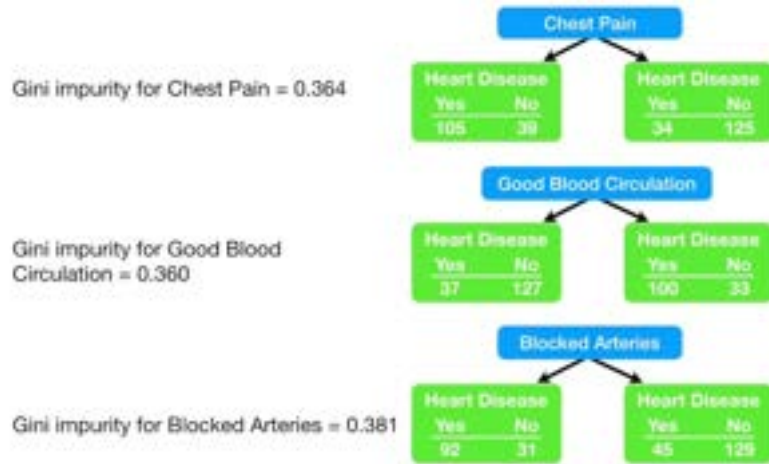 Chest Pain
Gini impurity for Chest Pain = 0.364
Heart Disease Heart Disease
Yes No Yes No
105 39 34 125
Good Blood Circulation
Gini impurity for Good Blood
Circulation = 0.360
Heart Disease Heart Disease
Yes No Yes No
37 127 100 33
Blocked Arteries
Gini impurity for Blocked Arteries = 0.381
Heart Disease Heart Disease
Yes No Yes No
92 31 45 129